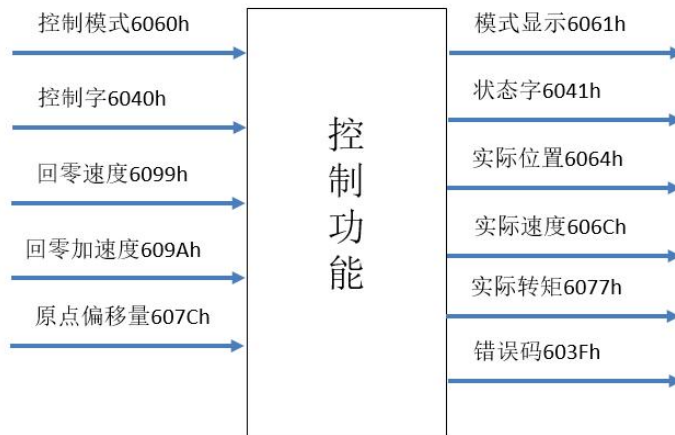 控制模式6060h
控制字6040h
回零速度6099h
回零加速度609Ah
原点偏移量607Ch
控制功能
模式显示6061h
状态字6041h
实际位置6064h
实际速度606Ch
实际转矩6077h
错误码603Fh